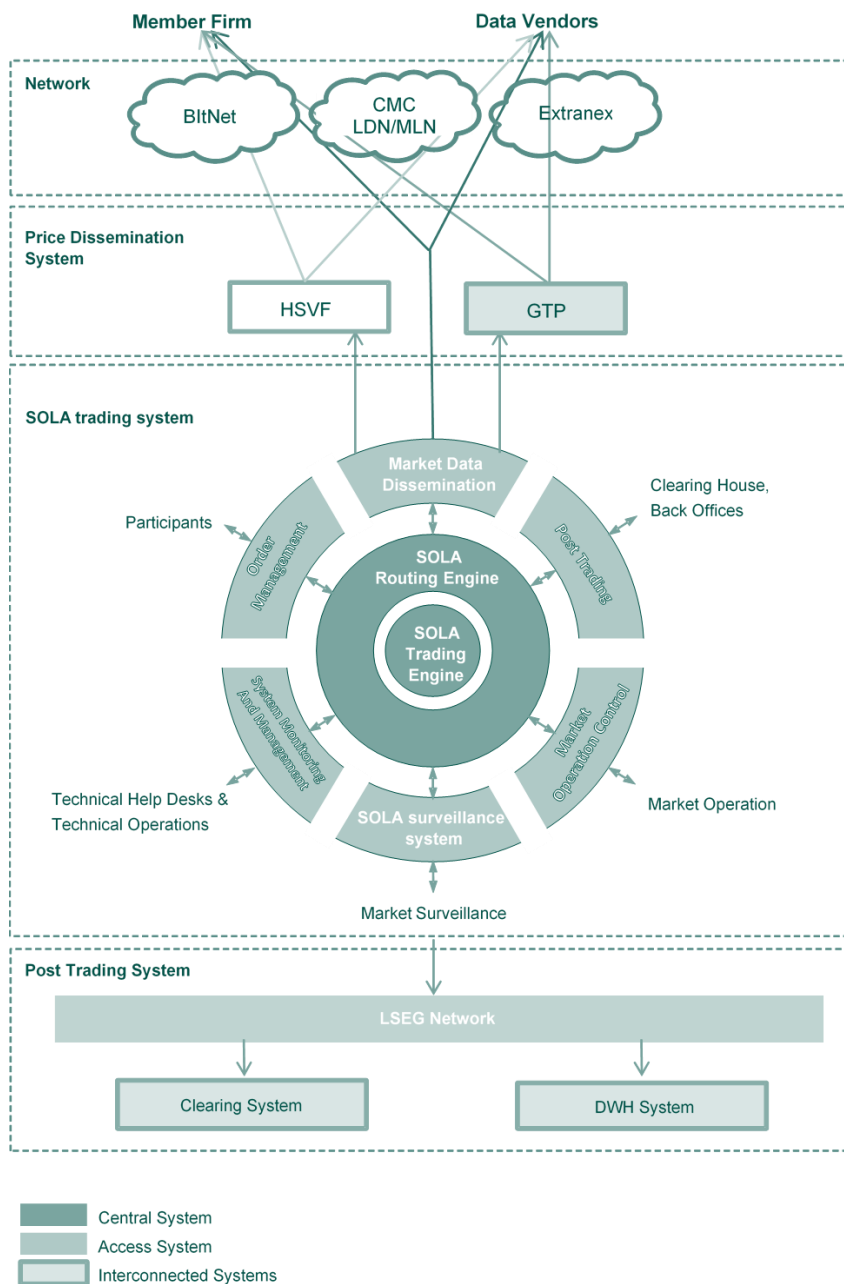 Member Firm
Data Vendors
Network
BItNet
CMC
LDN/MLN
Extranex
Price Dissemination
System
HSVF
GTP
SOLA trading system
Market Data
Dissemination
Participants
Order
Management
Clearing House,
Back Offices
Post Trading
SOLA
Routing Engine
SOLA
Trading
Engine
System Monitoring
And Management
Market
Operation Control
Technical Help Desks &
Technical Operations
SOLA surveillance
system
Market Operation
Market Surveillance
Post Trading System
LSEG Network
Clearing System
DWH System
Central System
Access System
Interconnected Systems